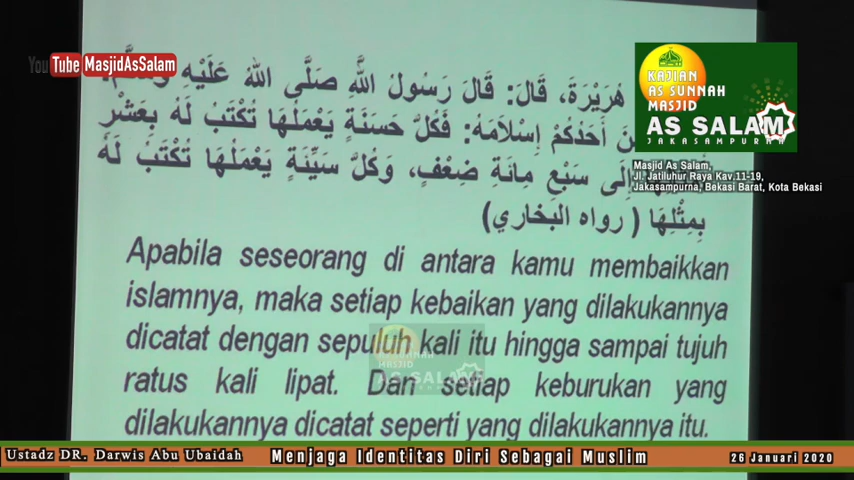 YouTube MasjidAsSalam
KAJIAN
AS SUNNAH
MASJID
AS SALAM
JAKASAMPURNA
Masjid As Salam,
Jl. Jatiluhur Raya Kav.11-19,
Jakasampurna, Bekasi Barat, Kota Bekasi
هُرَيْرَةَ، قَالَ: قَالَ رَسُولُ اللَّهِ صَلَّى اللهُ عَلَيْهِ وَسَلَّمَ:
أَحَدُكُمْ إِسْلَامَهُ: فَكُلُّ حَسَنَةٍ يَعْمَلُهَا تُكْتَبُ لَهُ بِعَشْرِ
إِلَى سَبْعِ مِائَةِ ضِعْفٍ، وَكُلُّ سَيِّئَةٍ يَعْمَلُهَا تُكْتَبُ لَهُ
بِمِثْلِهَا ( رواه البخاري)
Apabila seseorang di antara kamu membaikkan
islamnya, maka setiap kebaikan yang dilakukannya
dicatat dengan sepuluh kali itu hingga sampai tujuh
ratus kali lipat. Dan setiap keburukan yang
dilakukannya dicatat seperti yang dilakukannya itu.
MASJID
AS SALAM
Ustadz DR. Darwis Abu Ubaidah
Menjaga Identitas Diri Sebagai Muslim
26 Januari 2020